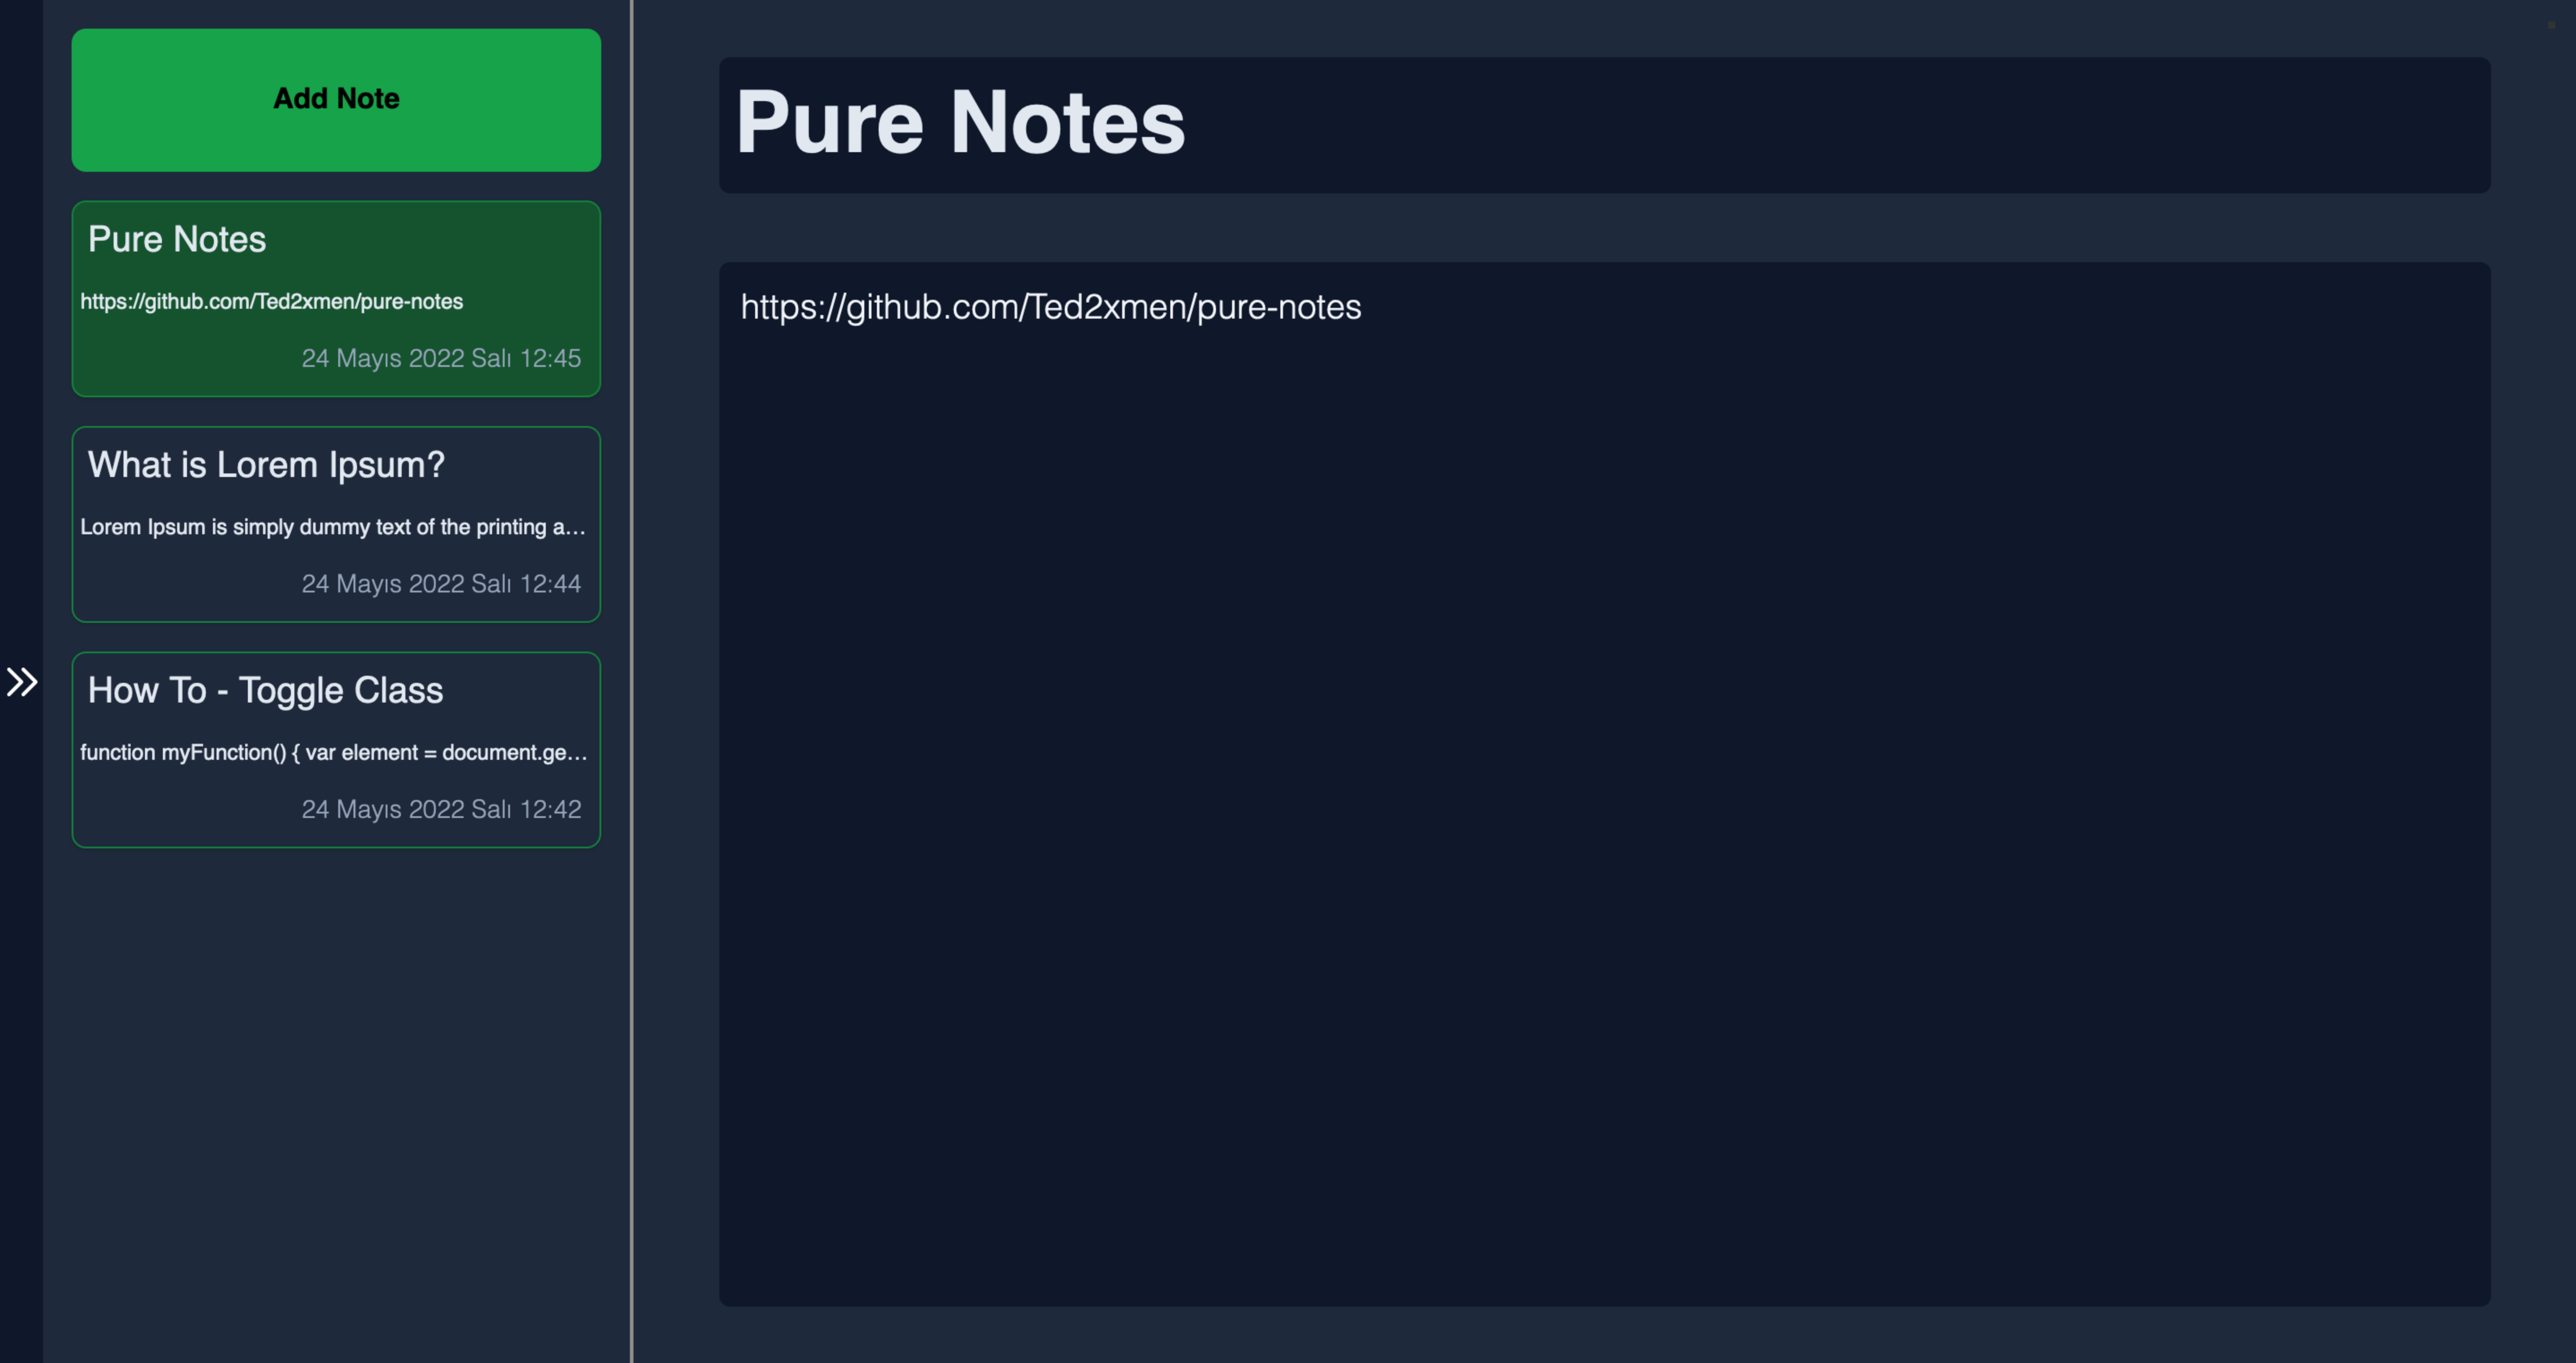 Add Note
Pure Notes
https://github.com/Ted2xmen/pure-notes
24 Mayıs 2022 Salı 12:45
What is Lorem Ipsum?
Lorem Ipsum is simply dummy text of the printing a...
24 Mayıs 2022 Salı 12:44
How To - Toggle Class
function myFunction() { var element = document.ge...
24 Mayıs 2022 Salı 12:42
Pure Notes
https://github.com/Ted2xmen/pure-notes